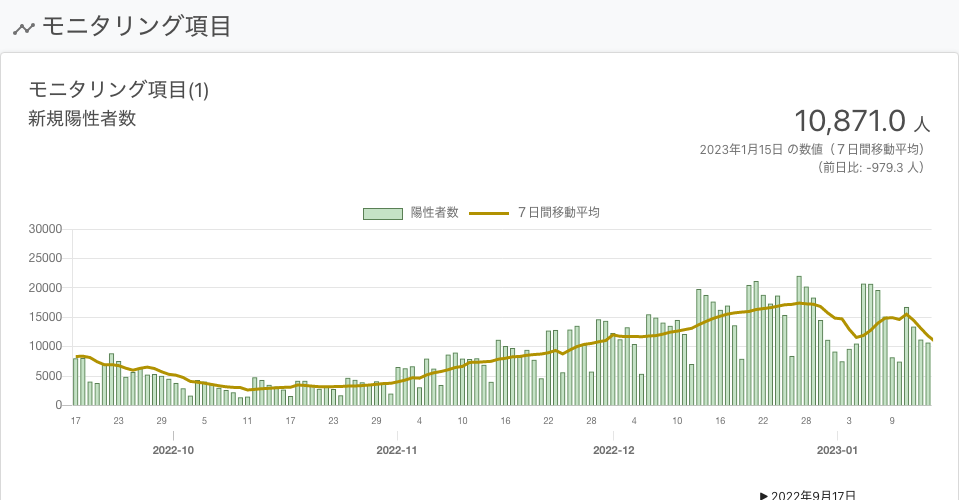 モニタリング項目
モニタリング項目(1)
新規陽性者数
10,871.0 人
2023年1月15日 の数値（７日間移動平均）
（前日比: -979.3 人）
陽性者数 ７日間移動平均
30000
25000
20000
15000
10000
5000
0
17 23 29 5 11 17 23 29 4 10 16 22 28 4 10 16 22 28 3 9
2022-10 2022-11 2022-12 2023-01
▶ 2022年9月17日